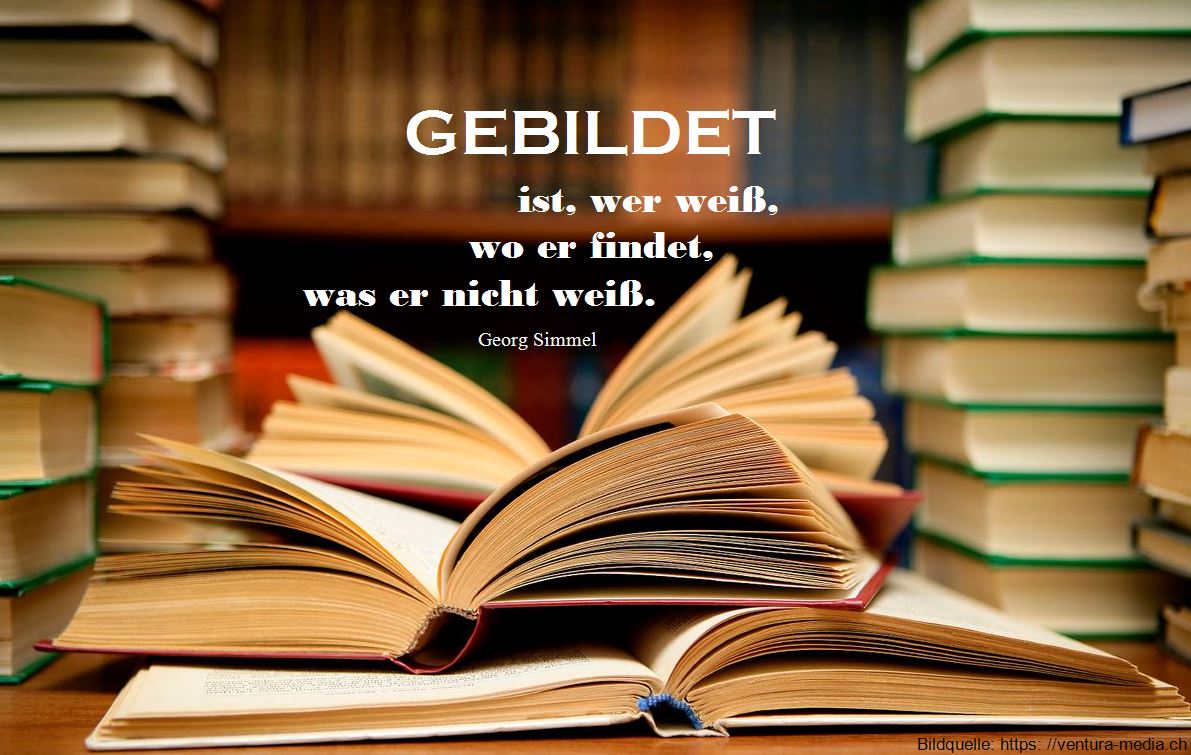 GEBILDET
ist, wer weiß,
wo er findet,
was er nicht weiß.
Georg Simmel
Bildquelle: https: //ventura-media.ch